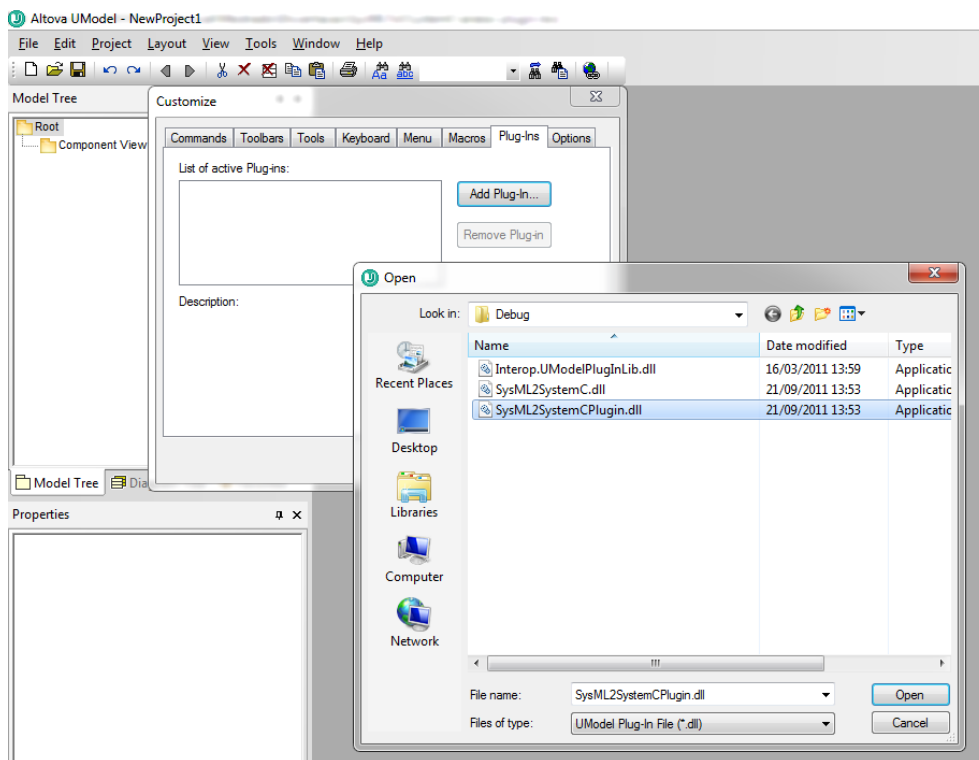 Altova UModel - NewProject1
File Edit Project Layout View Tools Window Help
Model Tree
Root
Component View
Customize
Commands Toolbars Tools Keyboard Menu Macros Plug-Ins Options
List of active Plug-ins:
Add Plug-In...
Remove Plug-in
Description:
Open
Look in: Debug
Name Date modified Type
Interop.UModelPlugInLib.dll 16/03/2011 13:59 Applicatic
SysML2SystemC.dll 21/09/2011 13:53 Applicatic
SysML2SystemCPlugin.dll 21/09/2011 13:53 Applicatic
Recent Places
Desktop
Libraries
Computer
Network
File name: SysML2SystemCPlugin.dll Open
Files of type: UModel Plug-In File (*.dll) Cancel
Model Tree Dia
Properties